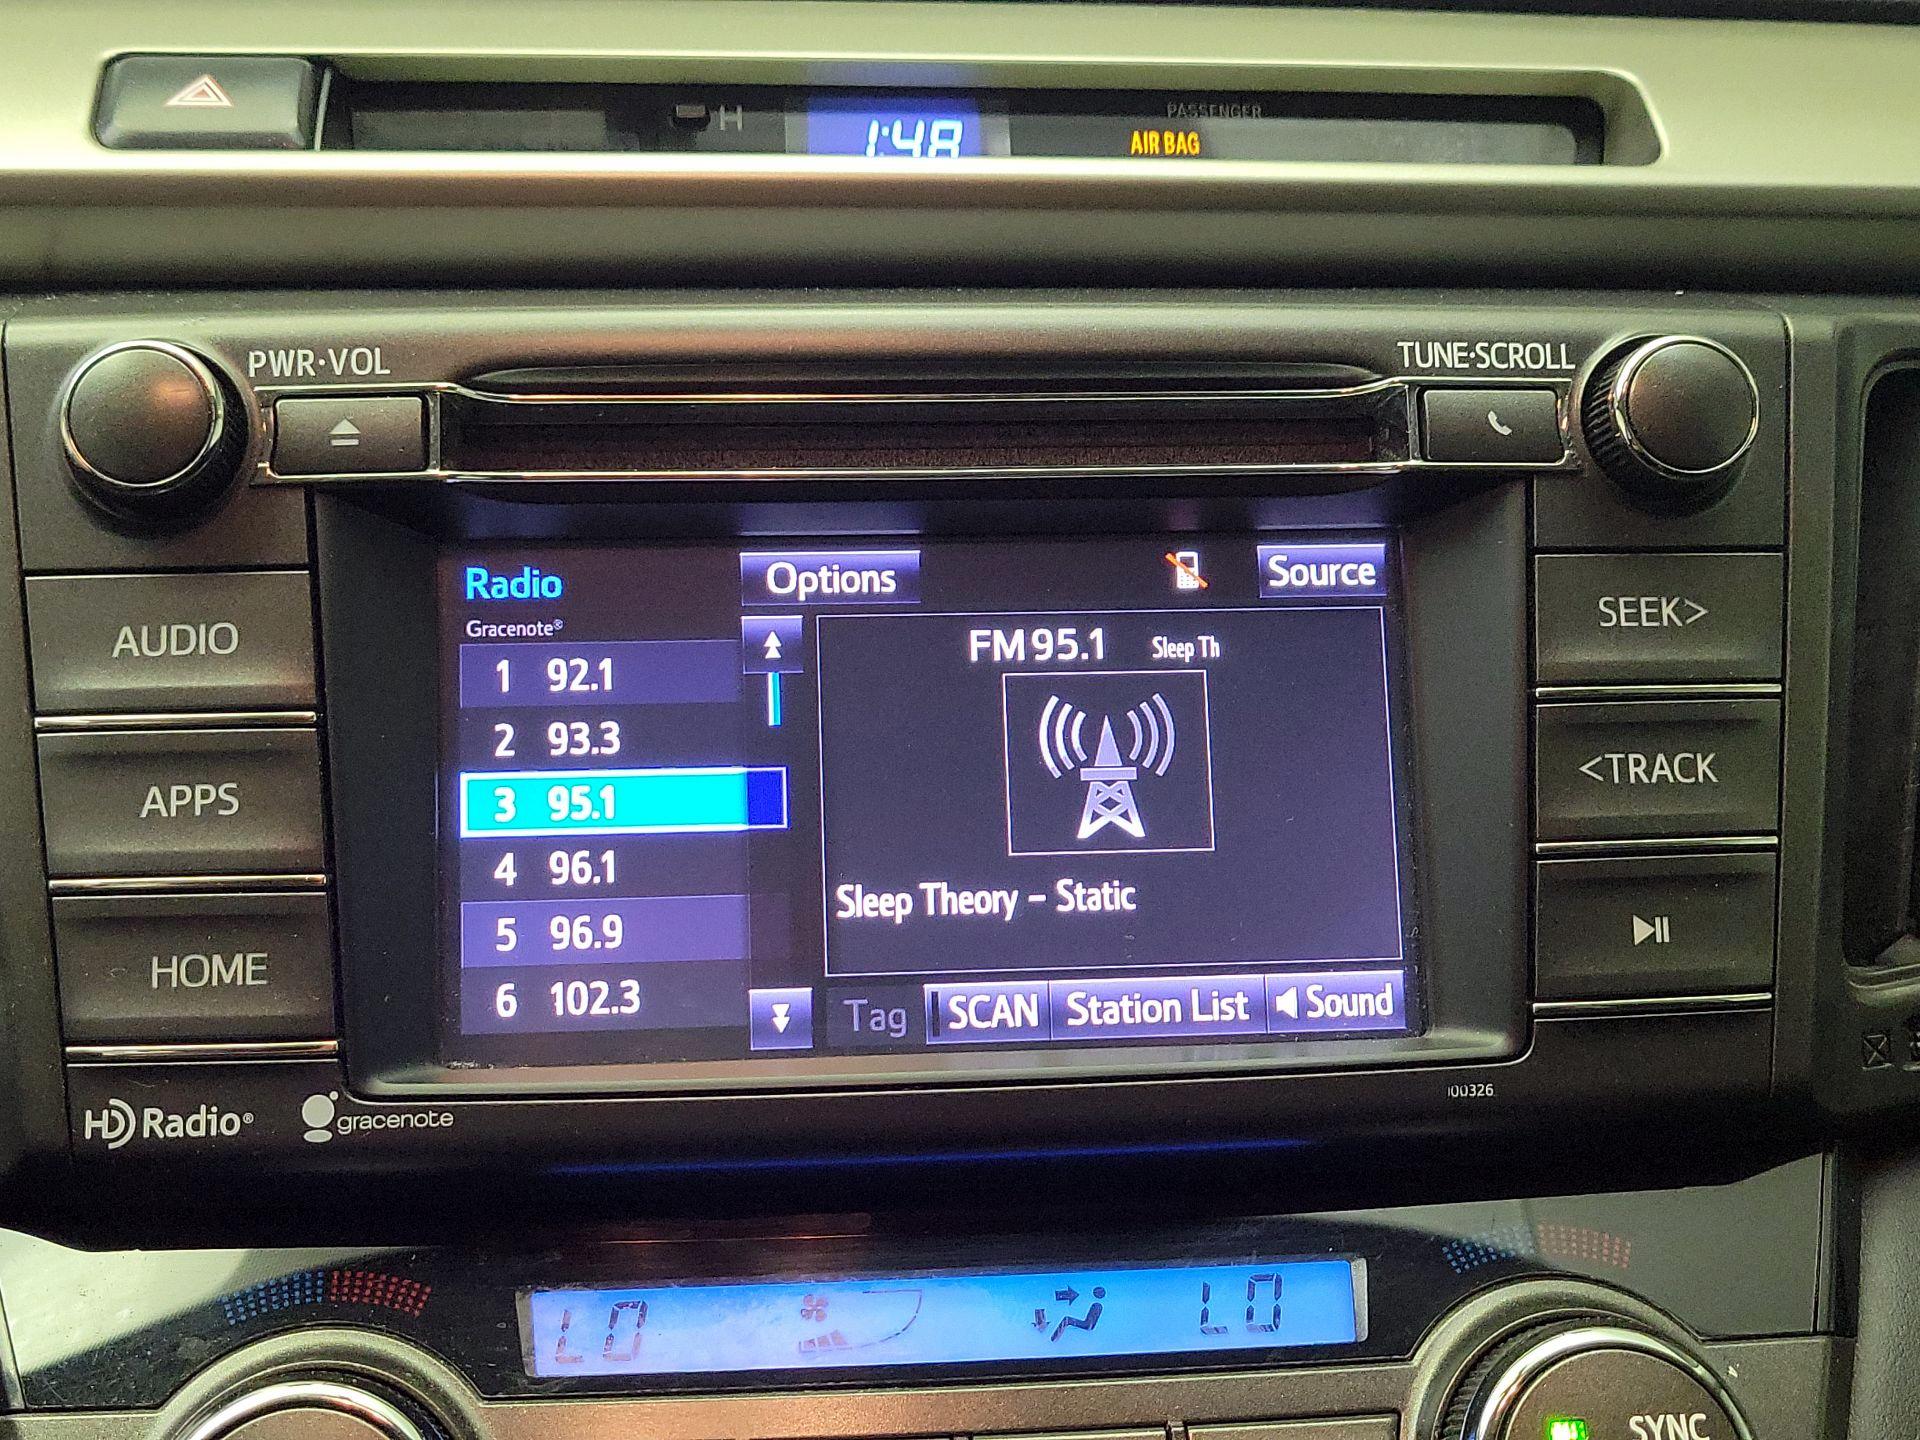 H
1:48
PASSENGER
AIR BAG
PWR·VOL
TUNE·SCROLL
AUDIO
APPS
HOME
SEEK>
<TRACK
Radio
Options
Source
Gracenote®
1 92.1
2 93.3
3 95.1
4 96.1
5 96.9
6 102.3
FM 95.1 Sleep Th
Sleep Theory - Static
Tag
SCAN
Station List
Sound
HD Radio®
gracenote
100326
LO
LO
SYNC